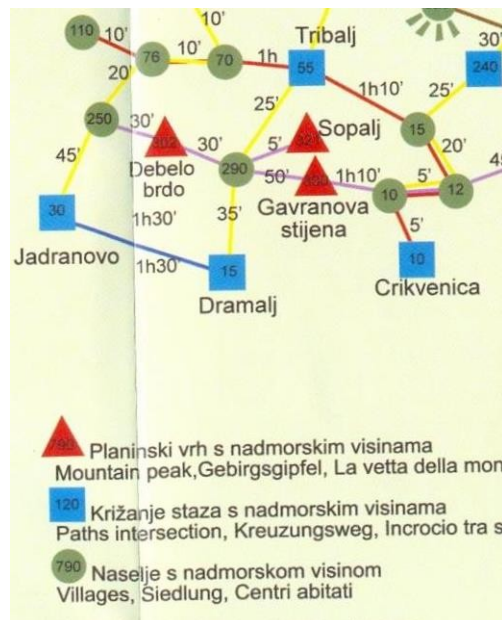 10'
30'
Tribalj
110
10'
76
10'
70
1h
55
240
20'
1h10'
25'
25'
250
30'
302
30'
5'
Sopalj
15
20'
Debelo
brdo
290
50'
1h10'
5'
45'
10
12
30
1h30'
35'
Gavranova
stijena
5'
Jadranovo
1h30'
15
10
Dramalj
Crikvenica
790 Planinski vrh s nadmorskim visinama
Mountain peak,Gebirgsgipfel, La vetta della mon
120 Križanje staza s nadmorskim visinama
Paths intersection, Kreuzungsweg, Incrocio tra s
790 Naselje s nadmorskom visinom
Villages, Siedlung, Centri abitati